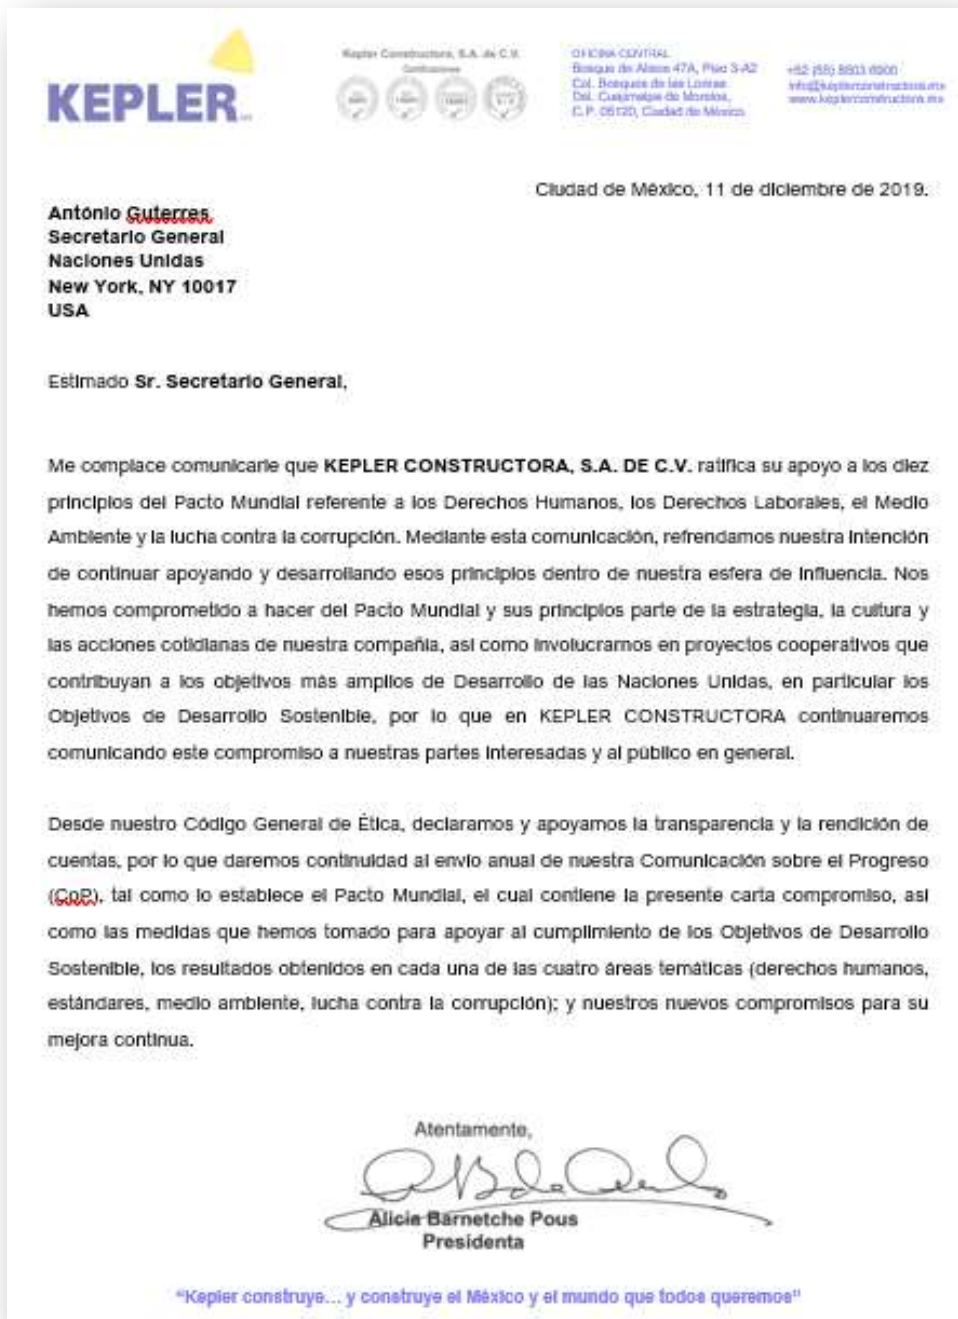 KEPLER
Kepler Constructora, S.A. de C.V.
Certificaciones
OFICINA CENTRAL
Bosque de Alisos 47A, Piso 3-A2
Col. Bosques de las Lomas
Del. Cuajimalpa de Morelos,
C.P. 05120, Ciudad de México
info@keplerconstructora.mx
www.keplerconstructora.mx
Ciudad de México, 11 de diciembre de 2019.
António Guterres
Secretario General
Naciones Unidas
New York, NY 10017
USA
Estimado Sr. Secretario General,
Me complace comunicarle que KEPLER CONSTRUCTORA, S.A. DE C.V. ratifica su apoyo a los diez
principios del Pacto Mundial referente a los Derechos Humanos, los Derechos Laborales, el Medio
Ambiente y la lucha contra la corrupción. Mediante esta comunicación, refrendamos nuestra intención
de continuar apoyando y desarrollando esos principios dentro de nuestra esfera de influencia. Nos
hemos comprometido a hacer del Pacto Mundial y sus principios parte de la estrategia, la cultura y
las acciones cotidianas de nuestra compañía, así como involucrarnos en proyectos cooperativos que
contribuyan a los objetivos más amplios de Desarrollo de las Naciones Unidas, en particular los
Objetivos de Desarrollo Sostenible, por lo que en KEPLER CONSTRUCTORA continuaremos
comunicando este compromiso a nuestras partes interesadas y al público en general.
Desde nuestro Código General de Ética, declaramos y apoyamos la transparencia y la rendición de
cuentas, por lo que daremos continuidad al envío anual de nuestra Comunicación sobre el Progreso
(CoP), tal como lo establece el Pacto Mundial, el cual contiene la presente carta compromiso, así
como las medidas que hemos tomado para apoyar al cumplimiento de los Objetivos de Desarrollo
Sostenible, los resultados obtenidos en cada una de las cuatro áreas temáticas (derechos humanos,
estándares, medio ambiente, lucha contra la corrupción); y nuestros nuevos compromisos para su
mejora continua.
Atentamente,
Alicia Barnetche Pous
Presidenta
“Kepler construye... y construye el México y el mundo que todos queremos”